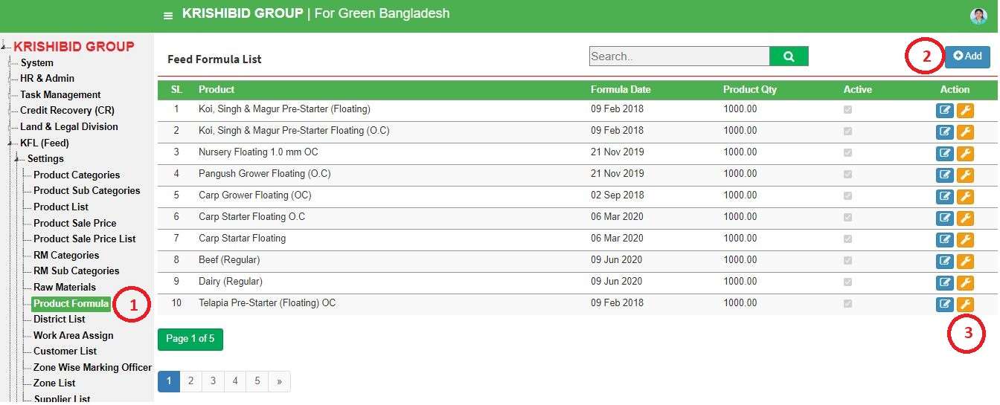 KRISHIBID GROUP | For Green Bangladesh
KRISHIBID GROUP
System
HR & Admin
Task Management
Credit Recovery (CR)
Land & Legal Division
KFL (Feed)
Settings
Product Categories
Product Sub Categories
Product List
Product Sale Price
Product Sale Price List
RM Categories
RM Sub Categories
Raw Materials
Product Formula
1
District List
Work Area Assign
Customer List
Zone Wise Marking Officer
Zone List
Supplier List
Feed Formula List
Search..
2
Add
SL Product Formula Date Product Qty Active Action
1 Koi, Singh & Magur Pre-Starter (Floating) 09 Feb 2018 1000.00
2 Koi, Singh & Magur Pre-Starter Floating (O.C) 09 Feb 2018 1000.00
3 Nursery Floating 1.0 mm OC 21 Nov 2019 1000.00
4 Pangush Grower Floating (O.C) 21 Nov 2019 1000.00
5 Carp Grower Floating (OC) 02 Sep 2018 1000.00
6 Carp Starter Floating O.C 06 Mar 2020 1000.00
7 Carp Startar Floating 06 Mar 2020 1000.00
8 Beef (Regular) 09 Jun 2020 1000.00
9 Dairy (Regular) 09 Jun 2020 1000.00
10 Telapia Pre-Starter (Floating) OC 09 Feb 2018 1000.00
3
Page 1 of 5
1 2 3 4 5 »